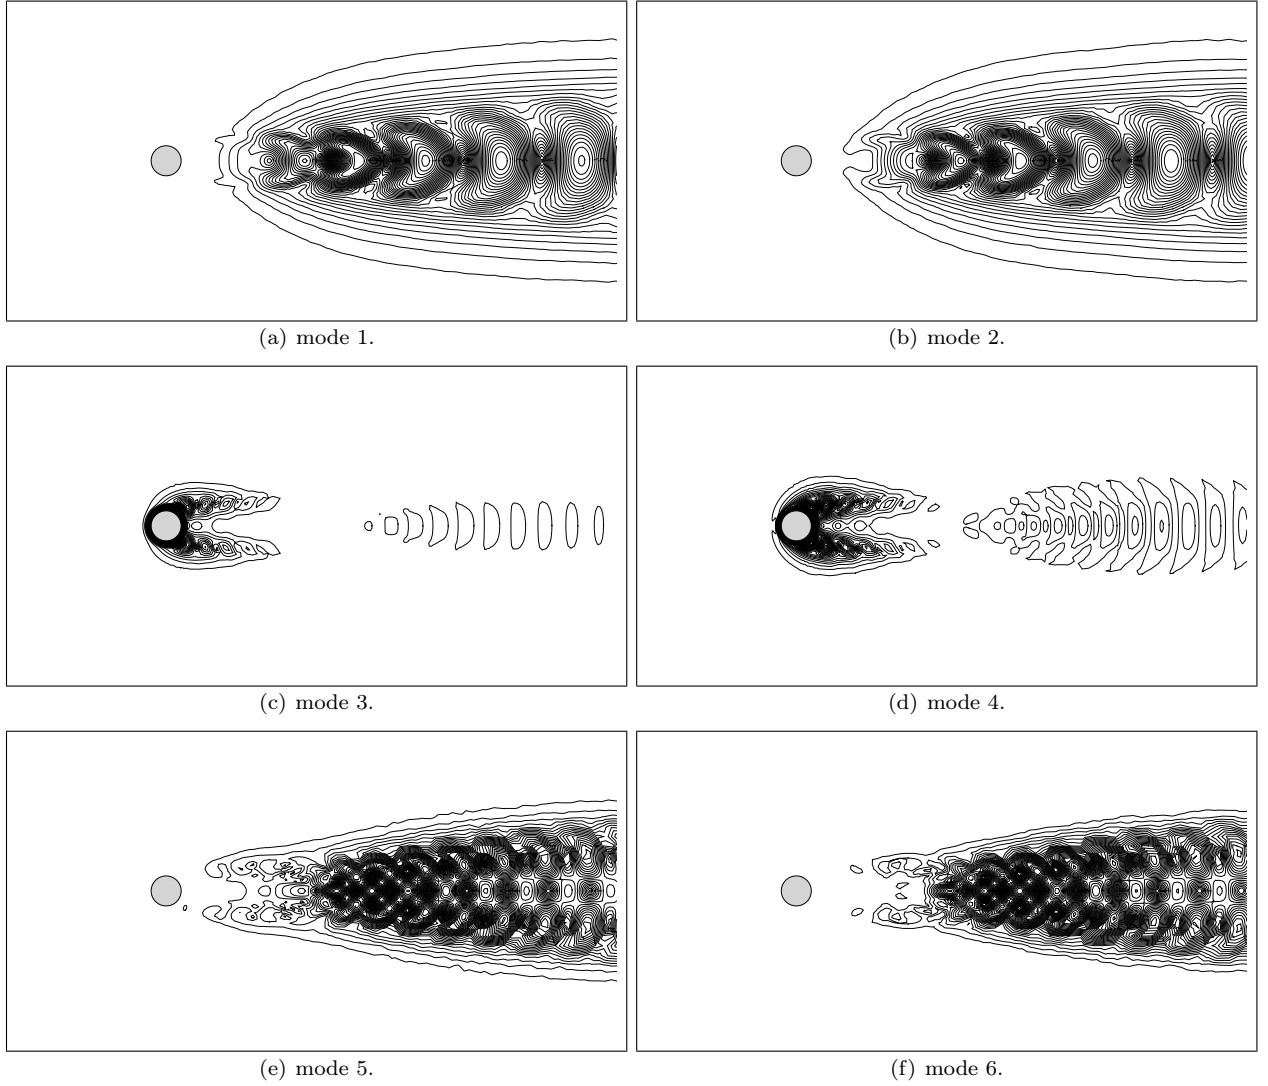 (a) mode 1.
(b) mode 2.
(c) mode 3.
(d) mode 4.
(e) mode 5.
(f) mode 6.